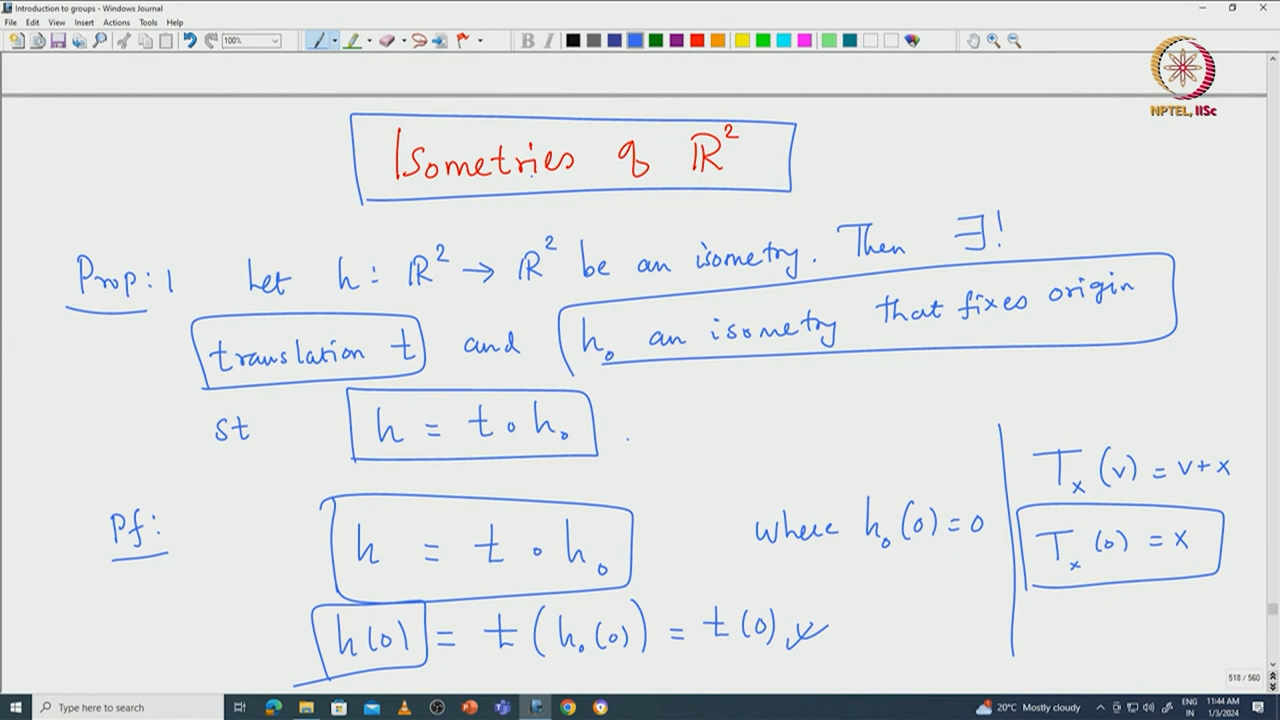 Introduction to groups - Windows Journal
File Edit View Insert Actions Tools Help
100%
B I
NPTEL, IISc
Isometries of ℝ²
Prop: 1 Let h: ℝ² → ℝ² be an isometry. Then ∃!
translation t and h₀ an isometry that fixes origin
st h = t ∘ h₀ .
Pf: h = t ∘ h₀ where h₀(0) = 0
h(0) = t(h₀(0)) = t(0)
Tₓ(v) = v + x
Tₓ(0) = x
518 / 560
Type here to search
20°C Mostly cloudy
ENG
IN
11:44 AM
1/3/2024